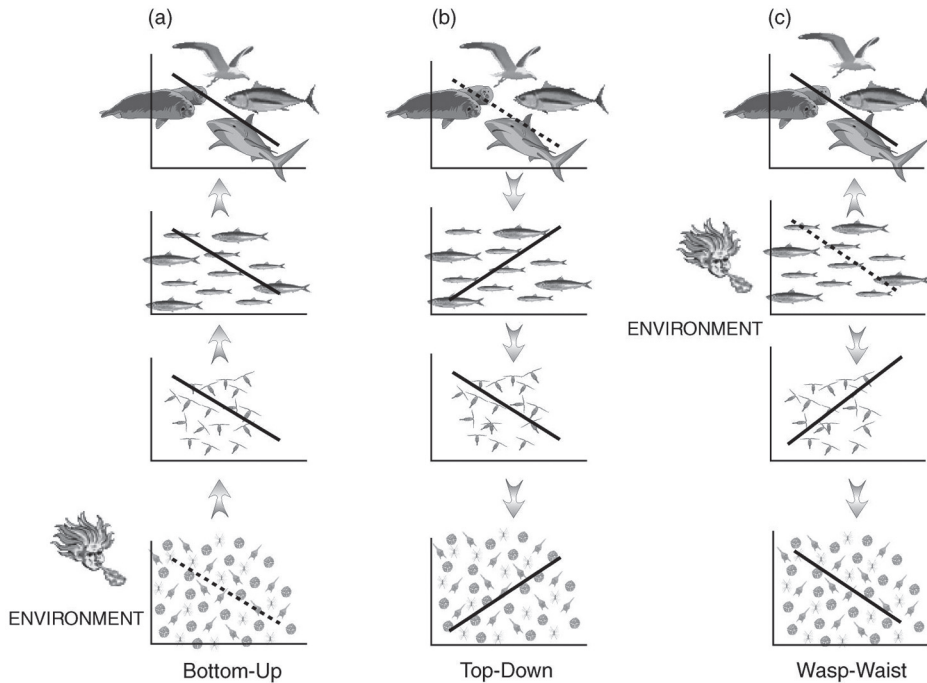 (a)
(b)
(c)
ENVIRONMENT
ENVIRONMENT
Bottom-Up
Top-Down
Wasp-Waist